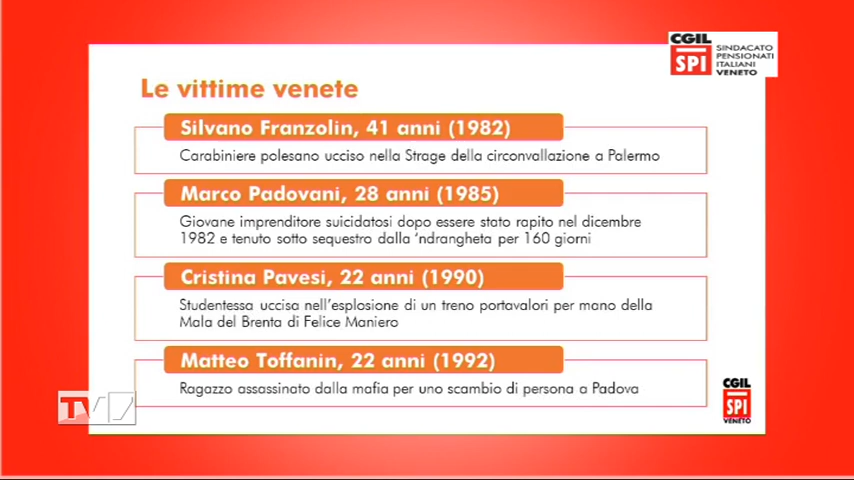 CGIL
SPI
SINDACATO
PENSIONATI
ITALIANI
VENETO
Le vittime venete
Silvano Franzolin, 41 anni (1982)
Carabiniere polesano ucciso nella Strage della circonvallazione a Palermo
Marco Padovani, 28 anni (1985)
Giovane imprenditore suicidatosi dopo essere stato rapito nel dicembre
1982 e tenuto sotto sequestro dalla 'ndrangheta per 160 giorni
Cristina Pavesi, 22 anni (1990)
Studentessa uccisa nell'esplosione di un treno portavalori per mano della
Mala del Brenta di Felice Maniero
Matteo Toffanin, 22 anni (1992)
Ragazzo assassinato dalla mafia per uno scambio di persona a Padova
TV7
CGIL
SPI
VENETO